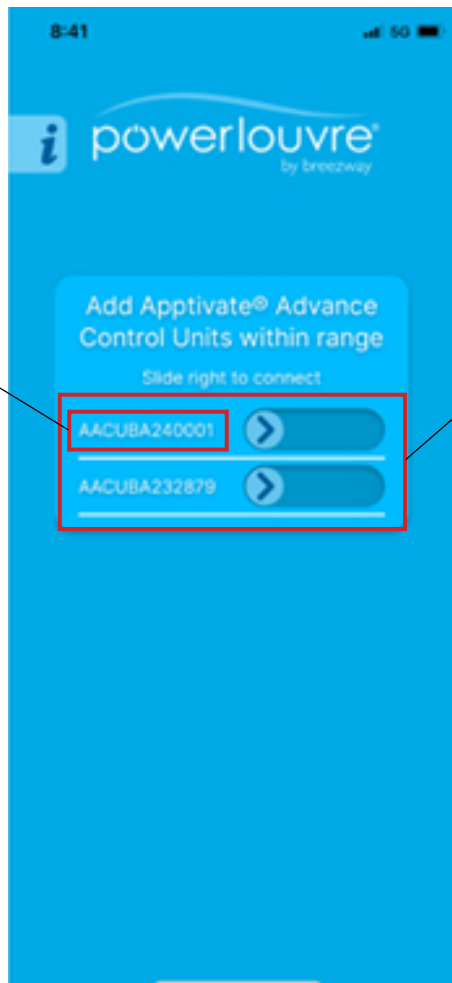 8:41
5G
i
powerlouvre®
by breezway
Add Apptivate® Advance
Control Units within range
Slide right to connect
AACUBA240001
AACUBA232879